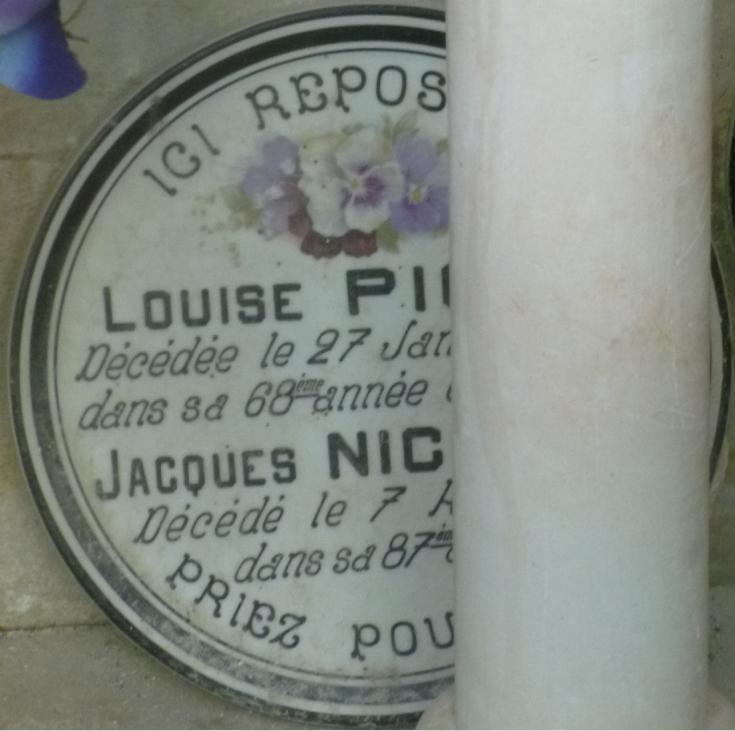 ICI REPOS
LOUISE PI
Décédée le 27 Jan
dans sa 68ème année
JACQUES NIC
Décédé le 7
dans sa 87
PRIEZ POU